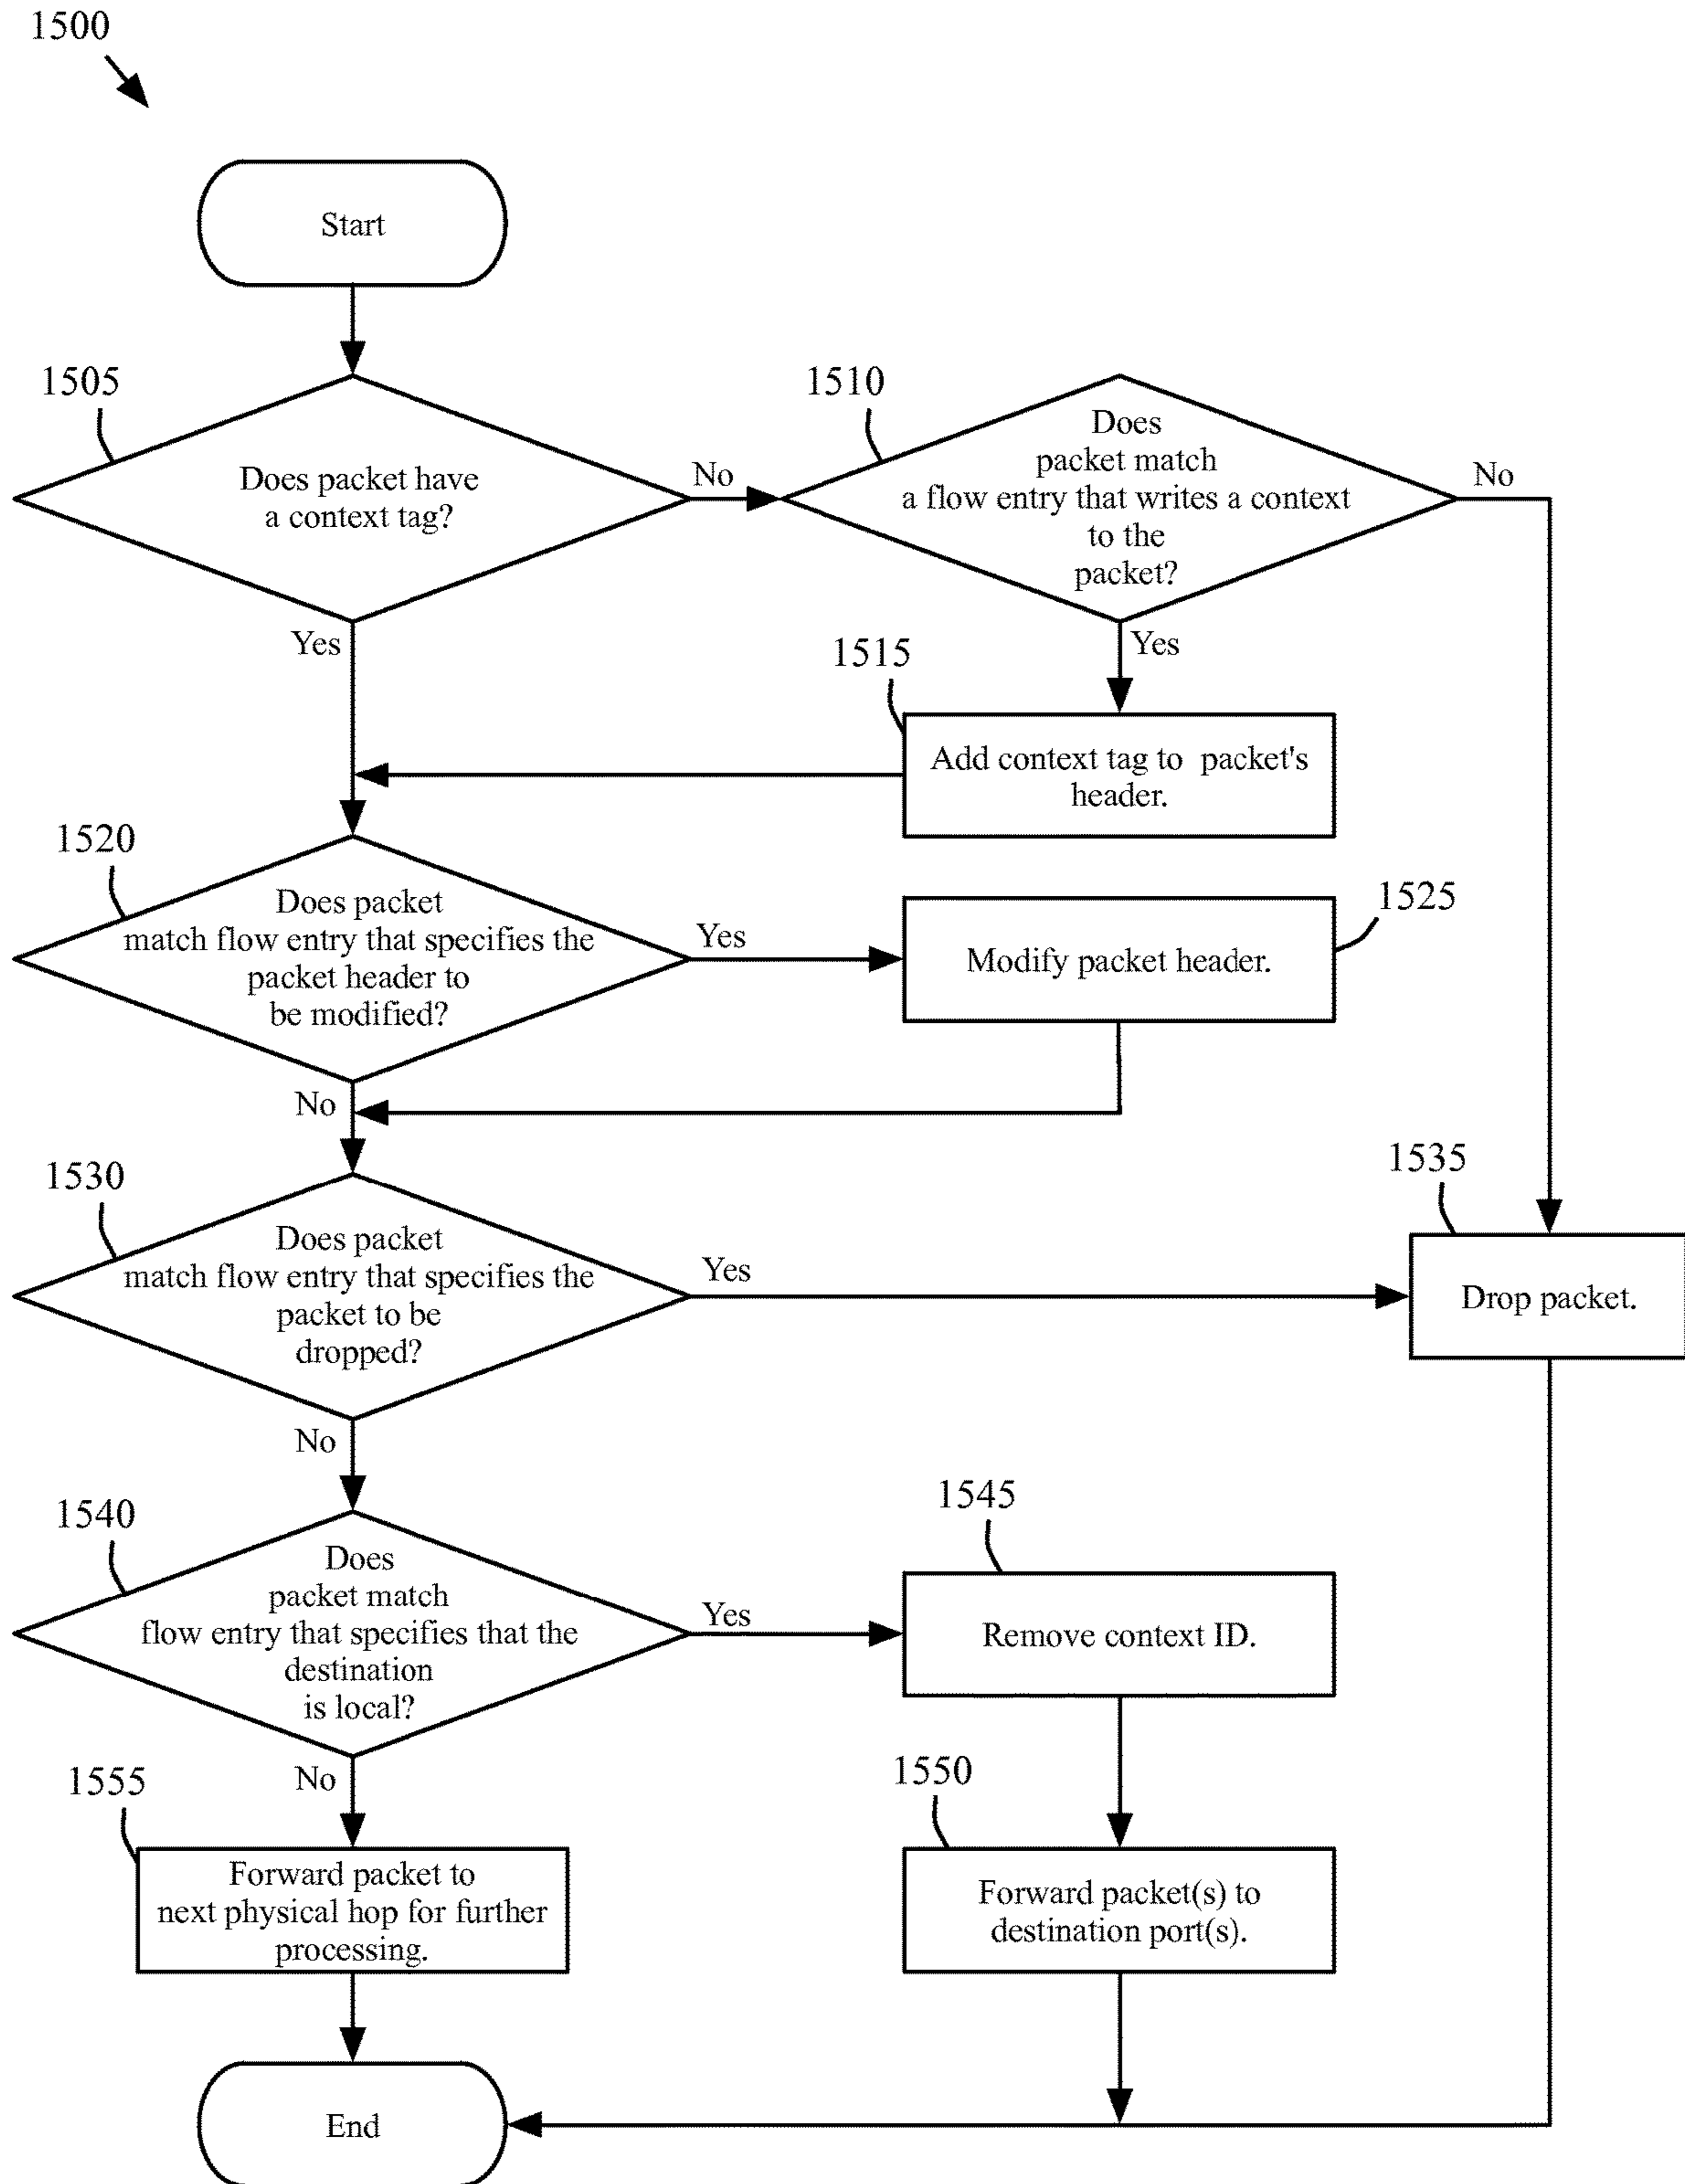 1500
Start
1505
Does packet have
a context tag?
No
1510
Does
packet match
a flow entry that writes a context
to the
packet?
No
Yes
Yes
1515
Add context tag to packet's
header.
1520
Does packet
match flow entry that specifies the
packet header to
be modified?
Yes
1525
Modify packet header.
No
1530
Does packet
match flow entry that specifies the
packet to be
dropped?
Yes
1535
Drop packet.
No
1540
Does
packet match
flow entry that specifies that the
destination
is local?
Yes
1545
Remove context ID.
No
1555
Forward packet to
next physical hop for further
processing.
1550
Forward packet(s) to
destination port(s).
End